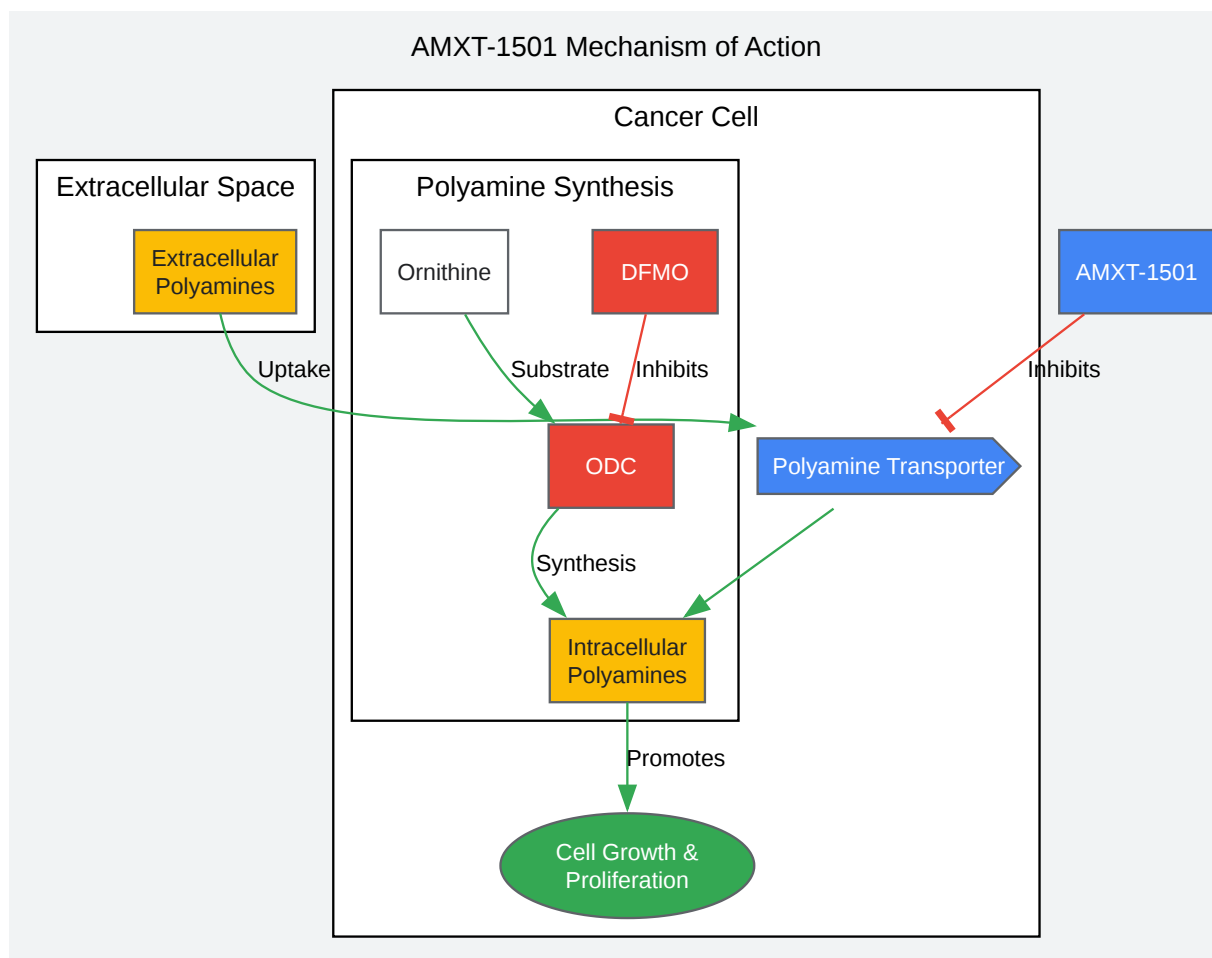 AMXT-1501 Mechanism of Action
Cancer Cell
Extracellular Space
Polyamine Synthesis
Extracellular
Polyamines
Ornithine
DFMO
AMXT-1501
Uptake
Substrate
Inhibits
Inhibits
ODC
Polyamine Transporter
Synthesis
Intracellular
Polyamines
Promotes
Cell Growth &
Proliferation